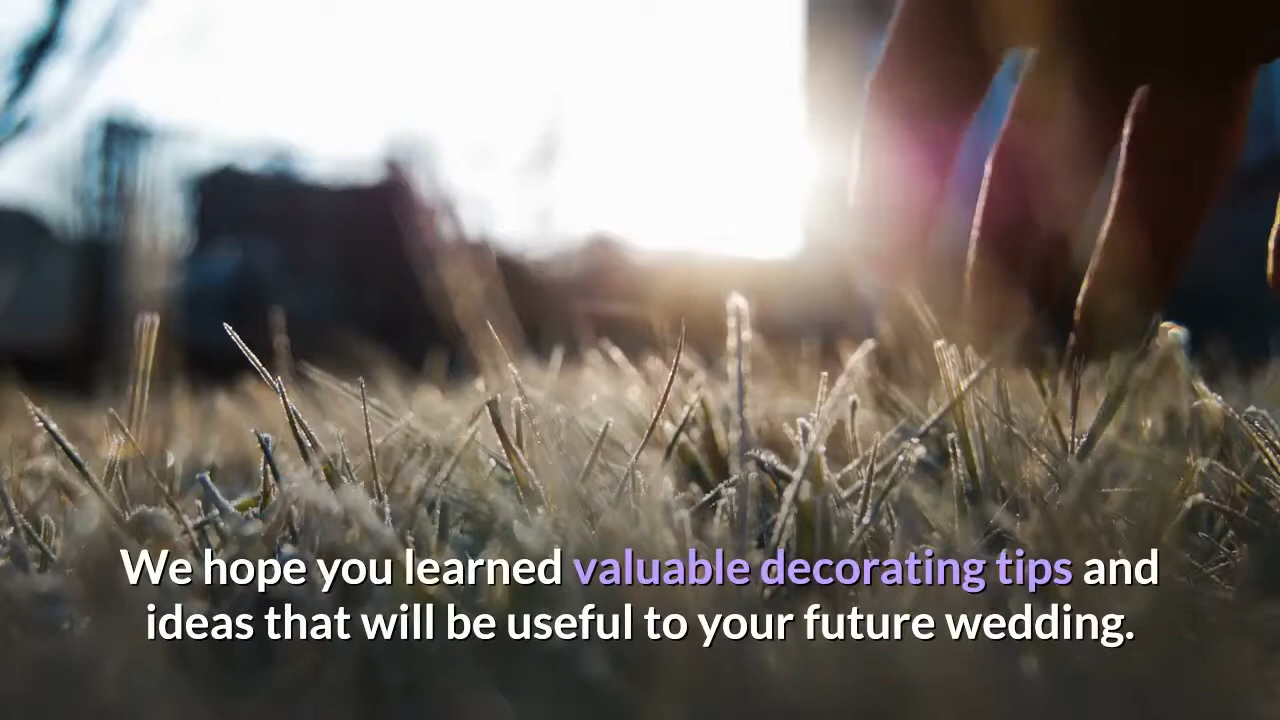 We hope you learned valuable decorating tips and
ideas that will be useful to your future wedding.